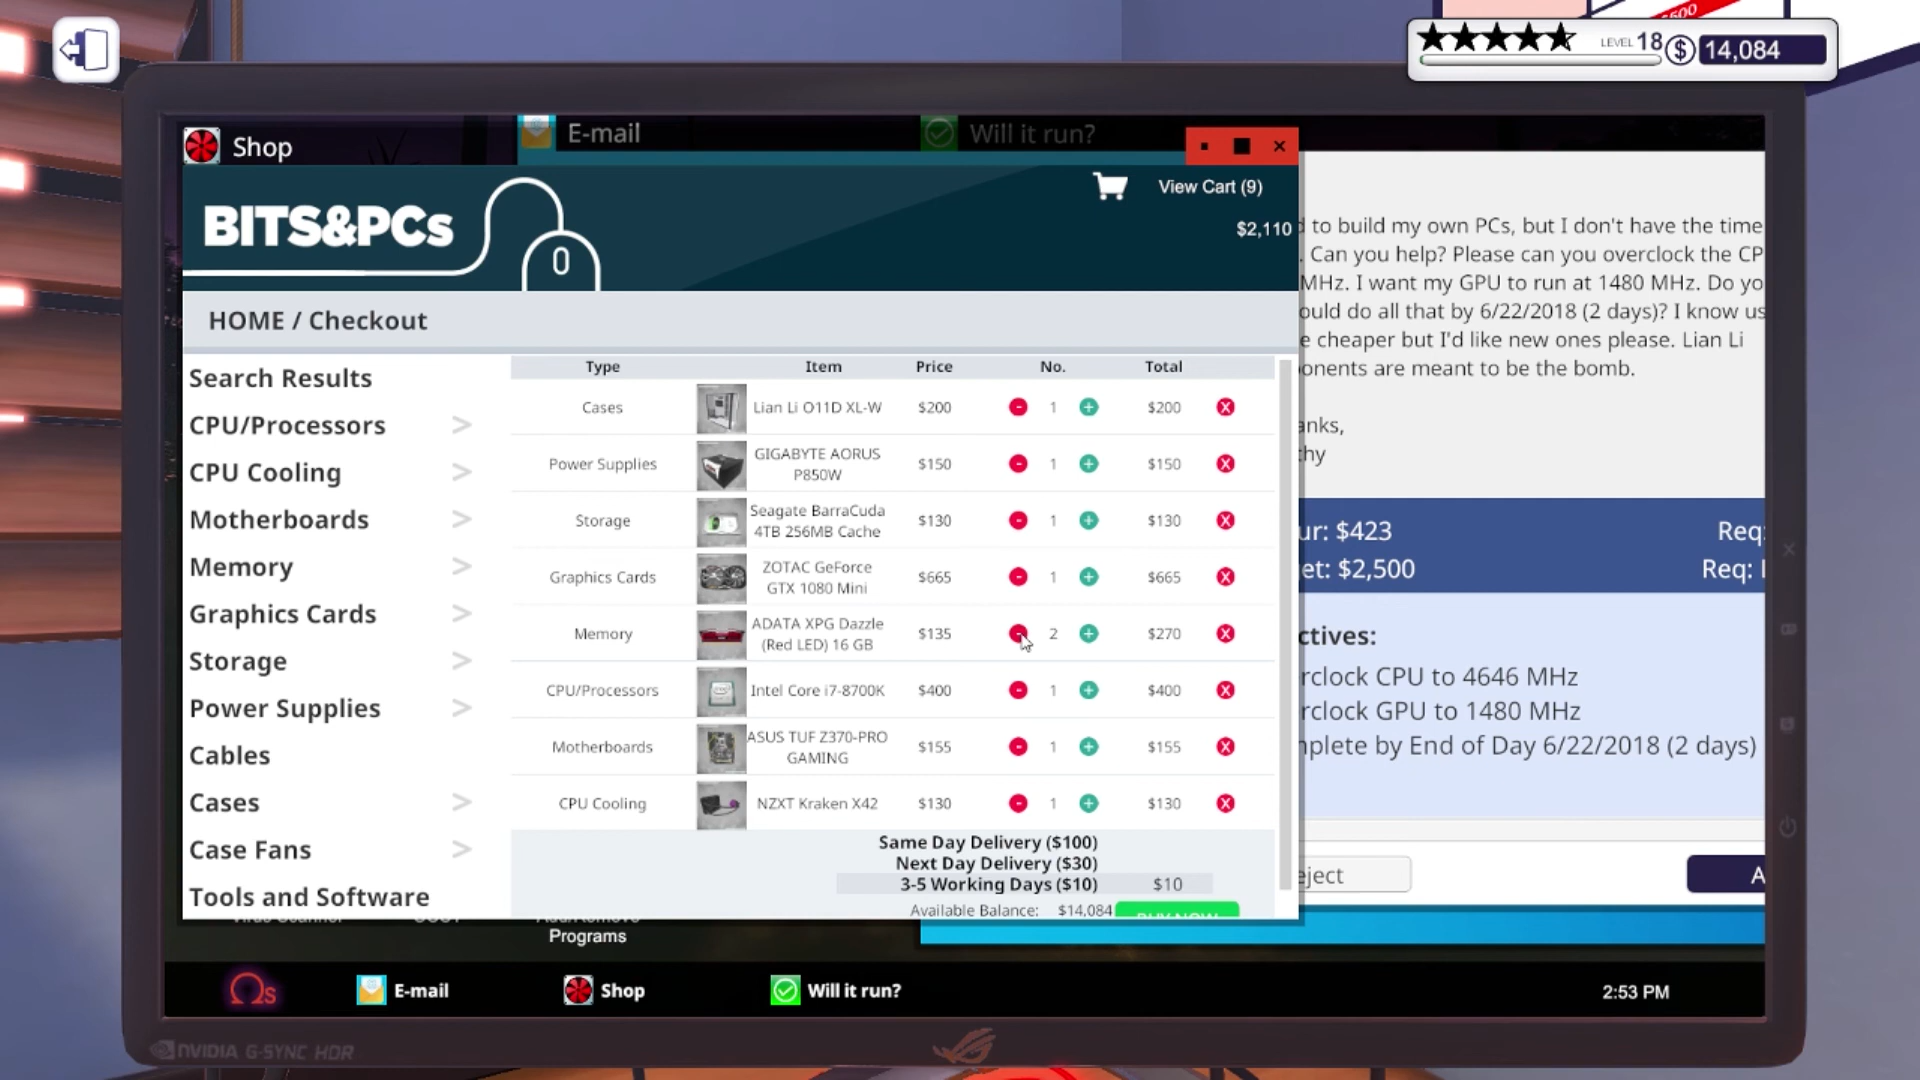 LEVEL 18 $ 14,084
Shop
E-mail
Will it run?
BITS&PCs
View Cart (9)
$2,110
HOME / Checkout
Search Results
CPU/Processors >
CPU Cooling >
Motherboards >
Memory >
Graphics Cards >
Storage >
Power Supplies >
Cables
Cases >
Case Fans >
Tools and Software
Type Item Price No. Total
Cases Lian Li O11D XL-W $200 - 1 + $200 X
Power Supplies GIGABYTE AORUS P850W $150 - 1 + $150 X
Storage Seagate BarraCuda 4TB 256MB Cache $130 - 1 + $130 X
Graphics Cards ZOTAC GeForce GTX 1080 Mini $665 - 1 + $665 X
Memory ADATA XPG Dazzle (Red LED) 16 GB $135 - 2 + $270 X
CPU/Processors Intel Core i7-8700K $400 - 1 + $400 X
Motherboards ASUS TUF Z370-PRO GAMING $155 - 1 + $155 X
CPU Cooling NZXT Kraken X42 $130 - 1 + $130 X
Same Day Delivery ($100)
Next Day Delivery ($30)
3-5 Working Days ($10) $10
Available Balance: $14,084 BUY NOW
d to build my own PCs, but I don't have the time
. Can you help? Please can you overclock the CP
MHz. I want my GPU to run at 1480 MHz. Do yo
ould do all that by 6/22/2018 (2 days)? I know us
e cheaper but I'd like new ones please. Lian Li
onents are meant to be the bomb.
anks,
thy
ur: $423 Req:
et: $2,500 Req:
ctives:
rclock CPU to 4646 MHz
rclock GPU to 1480 MHz
mplete by End of Day 6/22/2018 (2 days)
eject A
Programs
Ωs E-mail Shop Will it run? 2:53 PM
NVIDIA G-SYNC HDR